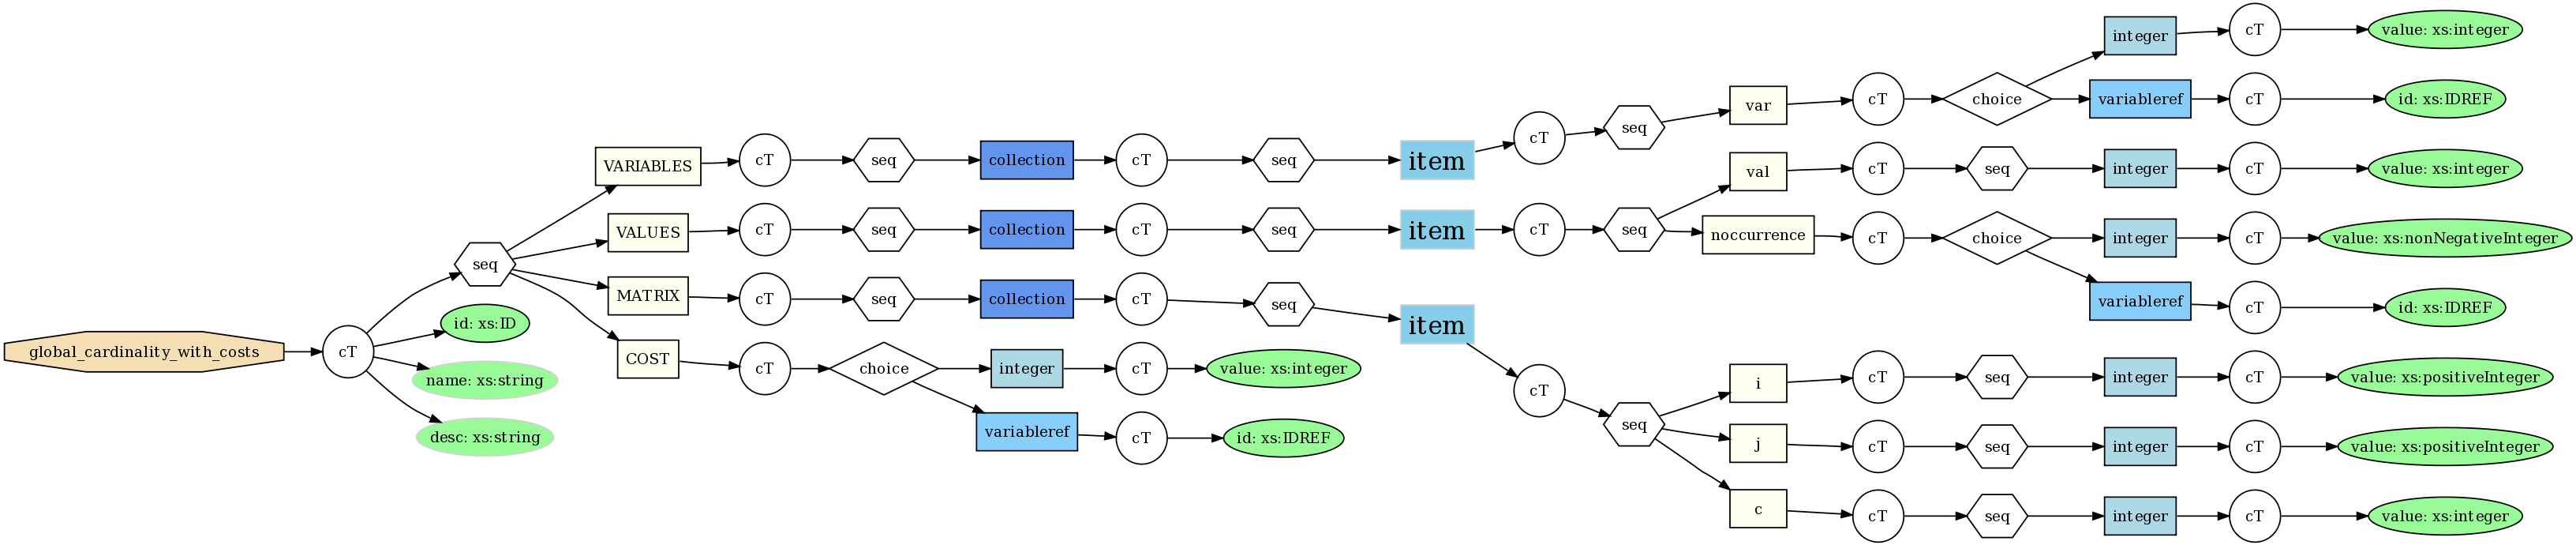 global_cardinality_with_costs
cT
seq
id: xs:ID
name: xs:string
desc: xs:string
VARIABLES
cT
seq
collection
cT
seq
item
cT
seq
var
cT
choice
integer
cT
value: xs:integer
variableref
cT
id: xs:IDREF
VALUES
cT
seq
collection
cT
seq
item
cT
seq
val
cT
seq
integer
cT
value: xs:integer
noccurrence
cT
choice
integer
cT
value: xs:nonNegativeInteger
variableref
cT
id: xs:IDREF
MATRIX
cT
seq
collection
cT
seq
item
cT
seq
i
cT
seq
integer
cT
value: xs:positiveInteger
j
cT
seq
integer
cT
value: xs:positiveInteger
c
cT
seq
integer
cT
value: xs:integer
COST
cT
choice
integer
cT
value: xs:integer
variableref
cT
id: xs:IDREF